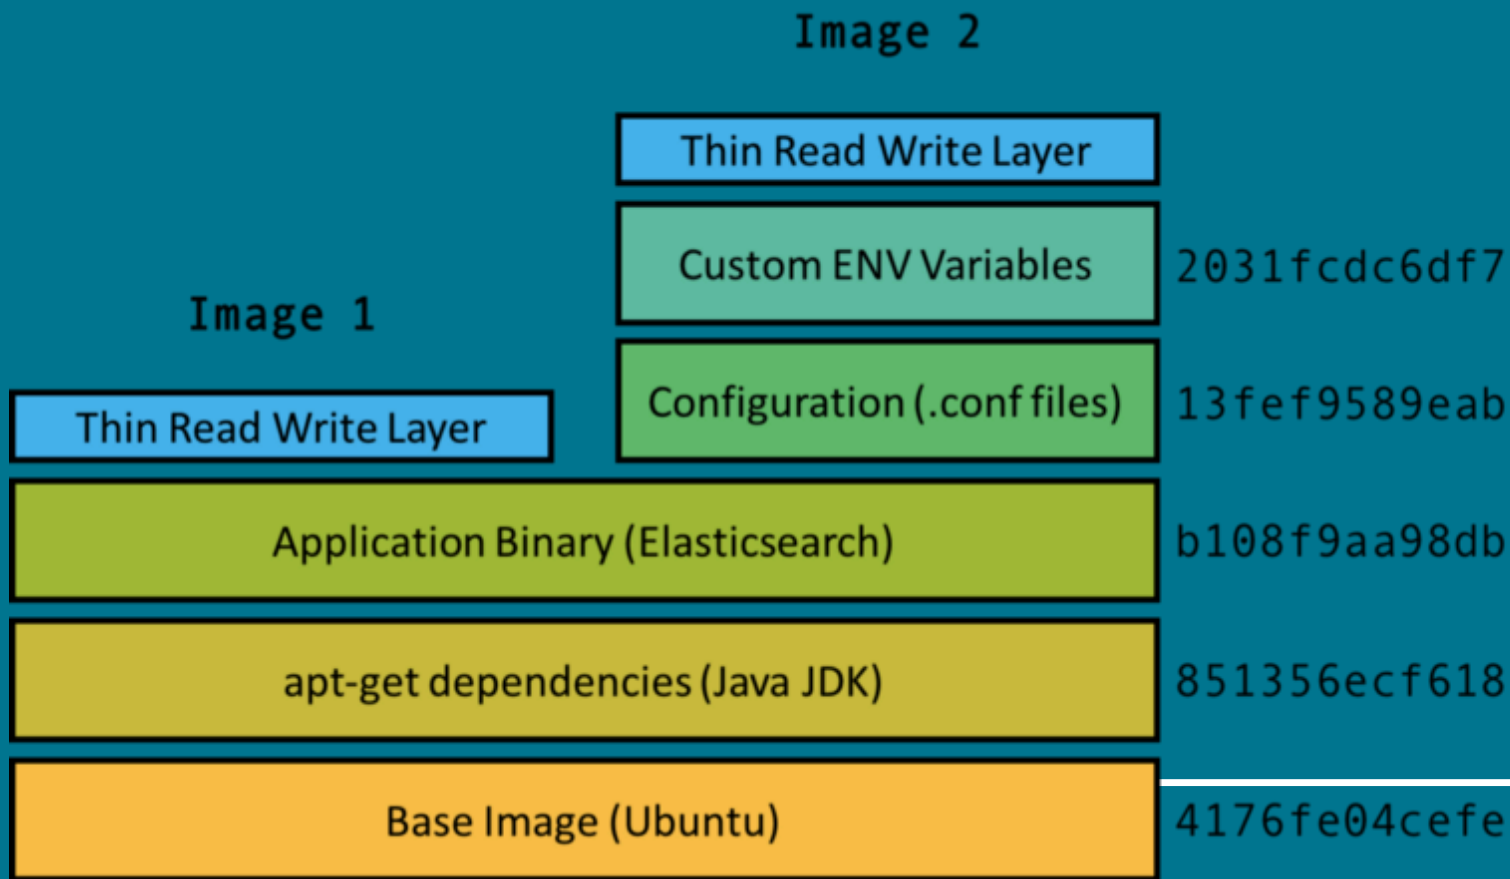 Image 2
Thin Read Write Layer
Custom ENV Variables 2031fcdc6df7
Image 1
Configuration (.conf files) 13fef9589eab
Thin Read Write Layer
Application Binary (Elasticsearch) b108f9aa98db
apt-get dependencies (Java JDK) 851356ecf618
Base Image (Ubuntu) 4176fe04cefe